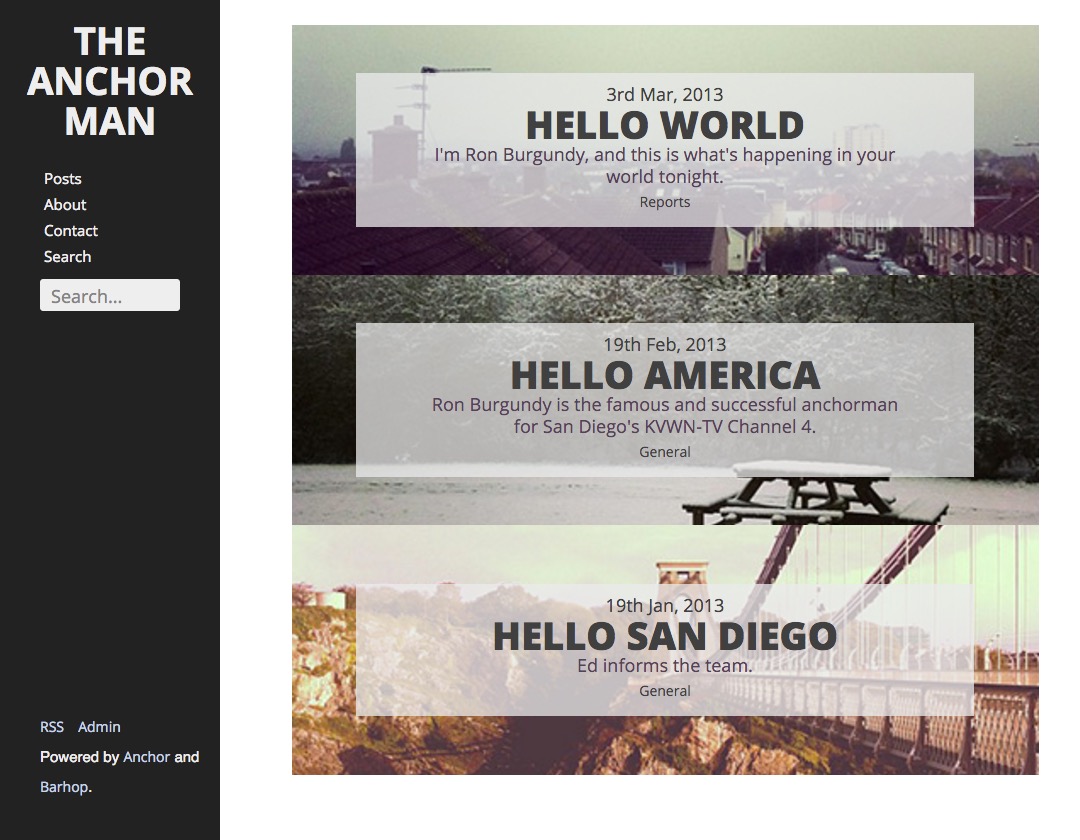 THE
ANCHOR
MAN
Posts
About
Contact
Search
Search...
RSS Admin
Powered by Anchor and
Barhop.
3rd Mar, 2013
HELLO WORLD
I'm Ron Burgundy, and this is what's happening in your
world tonight.
Reports
19th Feb, 2013
HELLO AMERICA
Ron Burgundy is the famous and successful anchorman
for San Diego's KVWN-TV Channel 4.
General
19th Jan, 2013
HELLO SAN DIEGO
Ed informs the team.
General